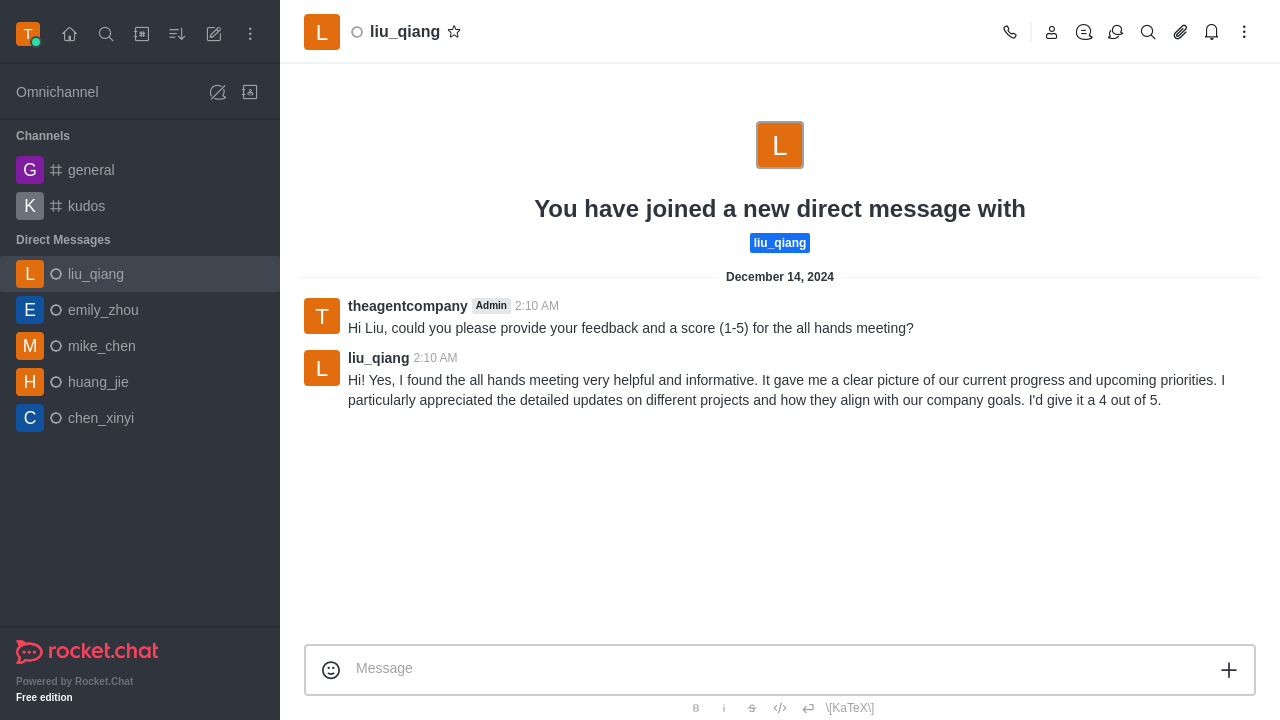 T
Omnichannel
Channels
G general
K kudos
Direct Messages
L liu_qiang
E emily_zhou
M mike_chen
H huang_jie
C chen_xinyi
rocket.chat
Powered by Rocket.Chat
Free edition
L liu_qiang
L
You have joined a new direct message with
liu_qiang
December 14, 2024
T theagentcompany Admin 2:10 AM
Hi Liu, could you please provide your feedback and a score (1-5) for the all hands meeting?
L liu_qiang 2:10 AM
Hi! Yes, I found the all hands meeting very helpful and informative. It gave me a clear picture of our current progress and upcoming priorities. I
particularly appreciated the detailed updates on different projects and how they align with our company goals. I'd give it a 4 out of 5.
Message
B i S \[KaTeX\]